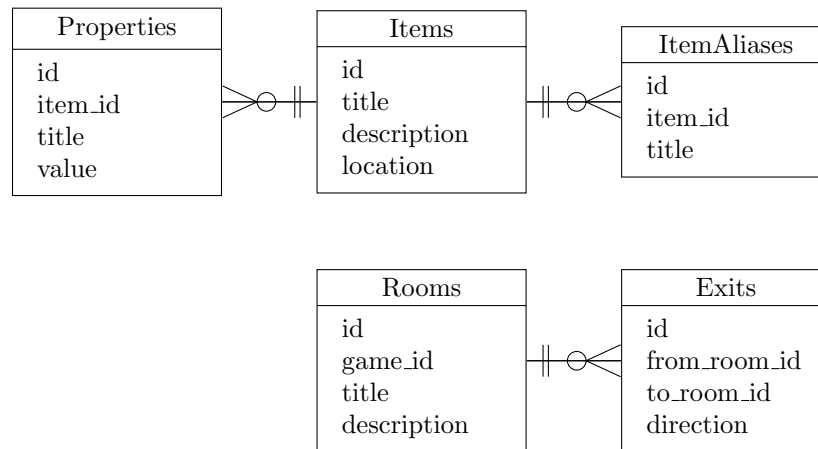 Properties
id
item_id
title
value
Items
id
title
description
location
ItemAliases
id
item_id
title
Rooms
id
game_id
title
description
Exits
id
from_room_id
to_room_id
direction